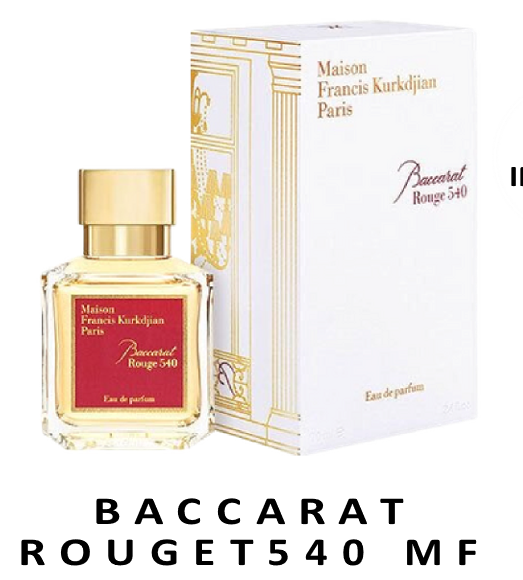 Maison
Francis Kurkdjian
Paris
Baccarat
Rouge 540
Eau de parfum
Maison
Francis Kurkdjian
Paris
Baccarat
Rouge 540
Eau de parfum
BACCARAT
ROUGET540 MF